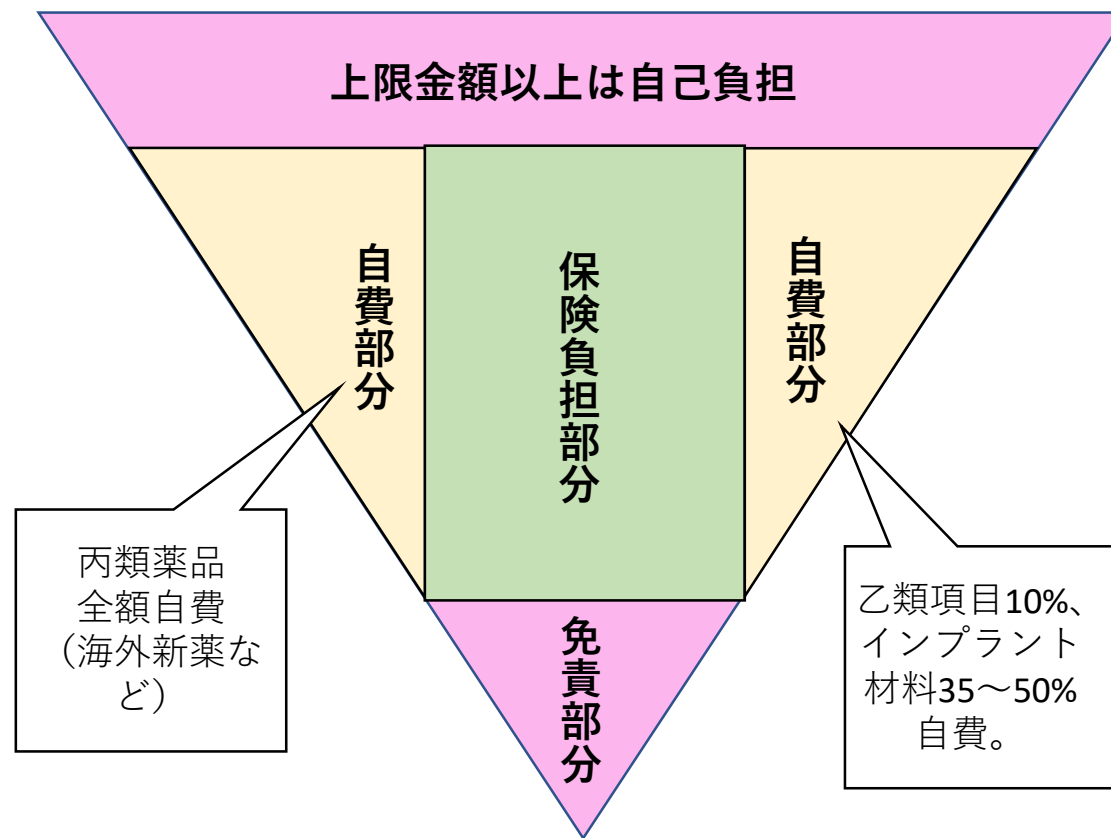 上限金額以上は自己負担
自費部分
保険負担部分
自費部分
丙類薬品
全額自費
（海外新薬な
ど）
乙類項目10%、
インプラント
材料35～50%
自費。
免責部分